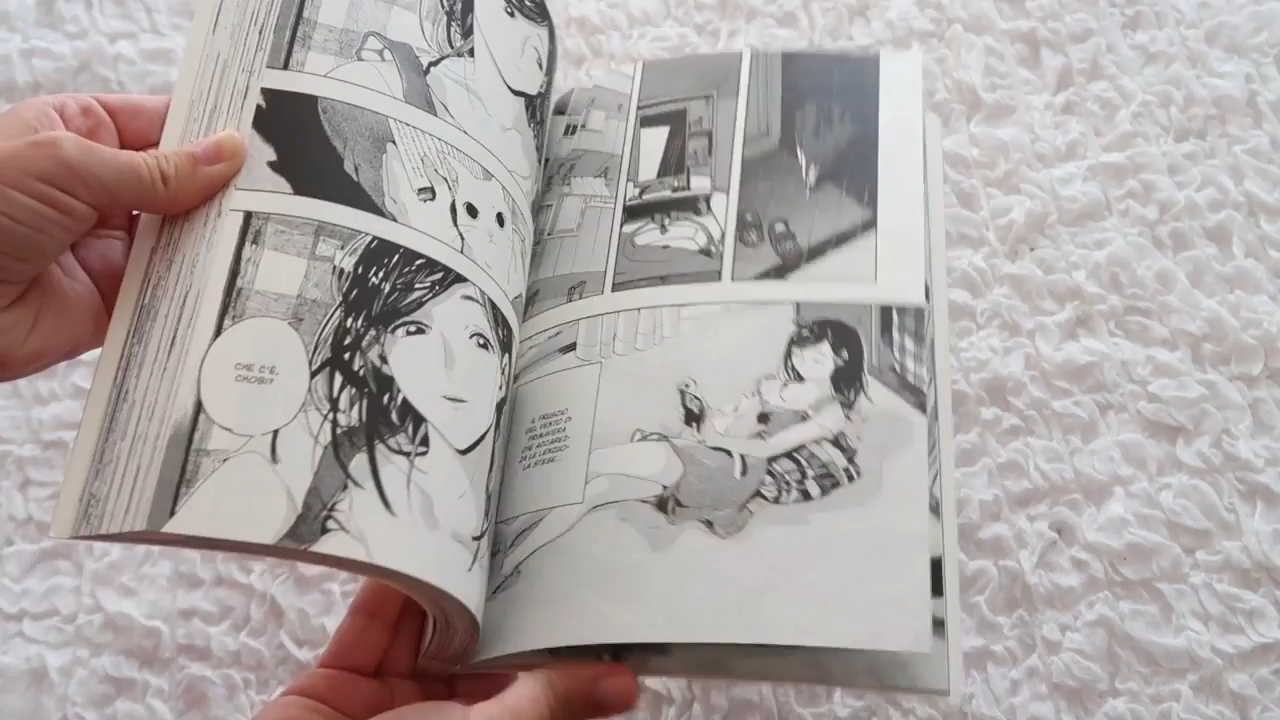 CHE C'È,
CHOBI?
IL FRUSCIO
DEL VENTO DI
PRIMAVERA
CHE ACCAREZ-
ZA LE LENZUO-
LA STESE...